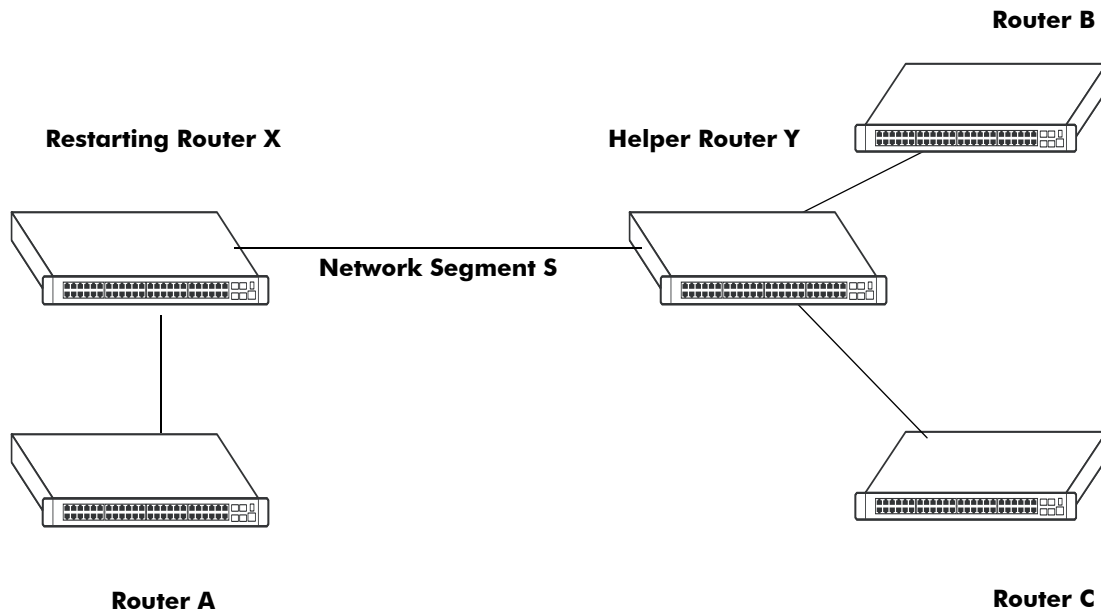 Router B
Restarting Router X
Helper Router Y
Network Segment S
Router A
Router C